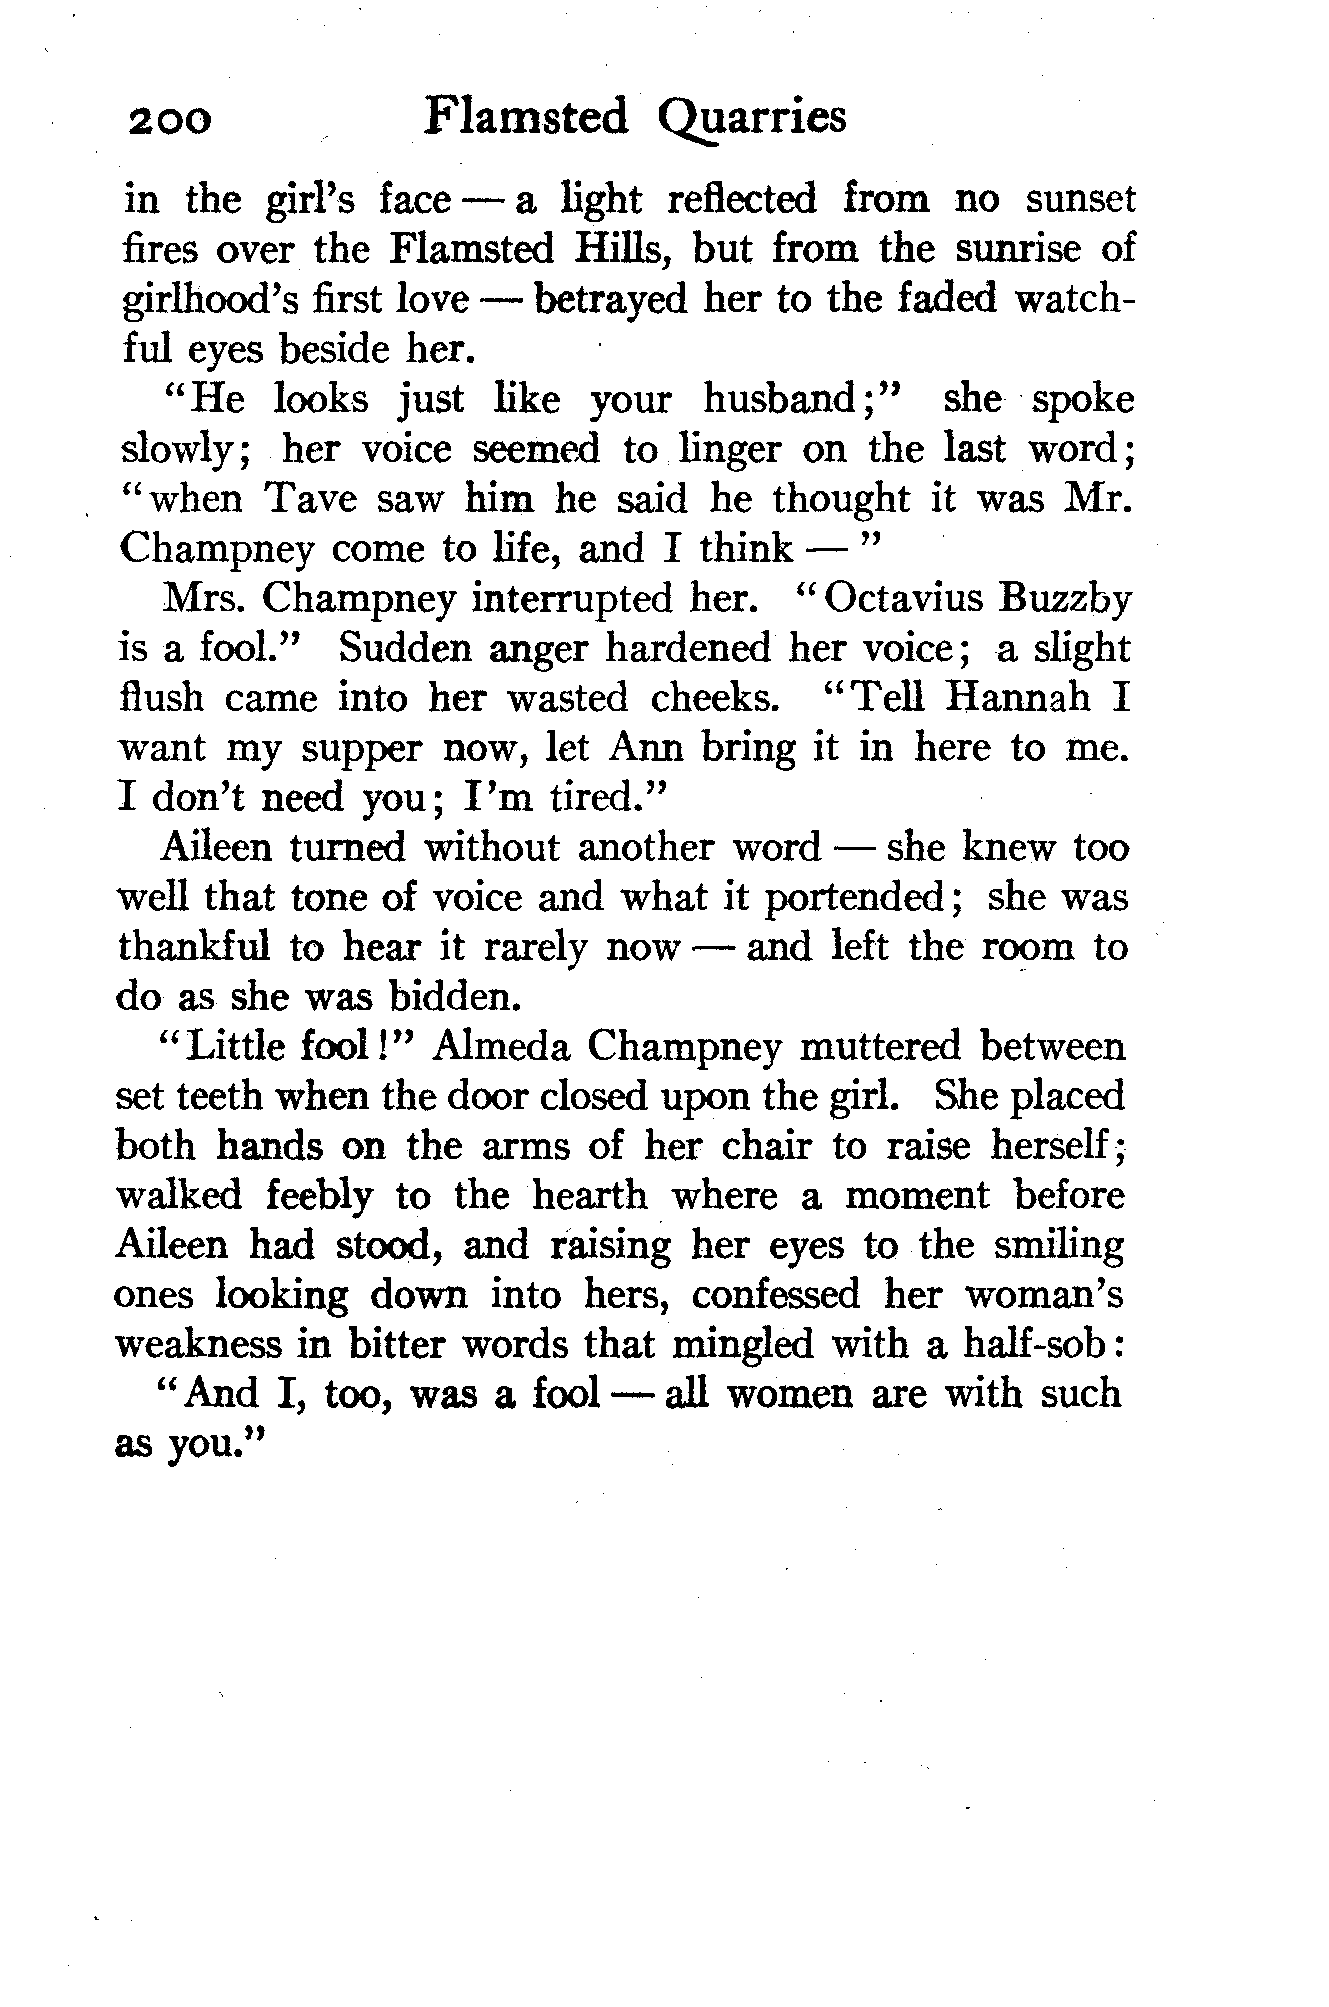 200 Flamsted Quarries
in the girl's face — a light reflected from no sunset
fires over the Flamsted Hills, but from the sunrise of
girlhood's first love — betrayed her to the faded watch-
ful eyes beside her.
"He looks just like your husband;" she spoke
slowly; her voice seemed to linger on the last word;
"when Tave saw him he said he thought it was Mr.
Champney come to life, and I think — "
Mrs. Champney interrupted her. "Octavius Buzzby
is a fool." Sudden anger hardened her voice; a slight
flush came into her wasted cheeks. "Tell Hannah I
want my supper now, let Ann bring it in here to me.
I don't need you; I'm tired."
Aileen turned without another word — she knew too
well that tone of voice and what it portended; she was
thankful to hear it rarely now — and left the room to
do as she was bidden.
"Little fool!" Almeda Champney muttered between
set teeth when the door closed upon the girl. She placed
both hands on the arms of her chair to raise herself;
walked feebly to the hearth where a moment before
Aileen had stood, and raising her eyes to the smiling
ones looking down into hers, confessed her woman's
weakness in bitter words that mingled with a half-sob:
"And I, too, was a fool — all women are with such
as you."